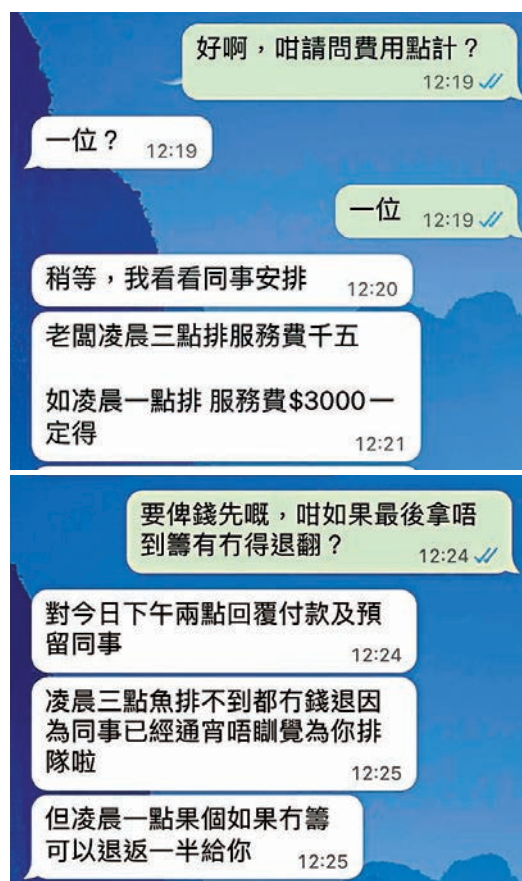 好啊，咁請問費用點計？
12:19
一位？ 12:19
一位 12:19
稍等，我看看同事安排 12:20
老闆凌晨三點排服務費千五
如凌晨一點排 服務費$3000一
定得
12:21
要俾錢先嘅，咁如果最後拿唔
到籌有冇得退翻？ 12:24
對今日下午兩點回覆付款及預
留同事
12:24
凌晨三點魚排不到都冇錢退因
為同事已經通宵唔瞓覺為你排
隊啦
12:25
但凌晨一點果個如果冇籌
可以退返一半給你 12:25